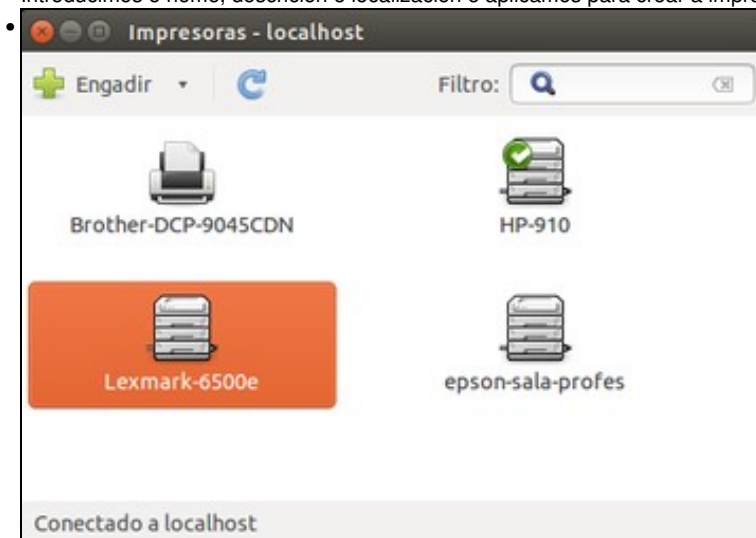 Impresoras - localhost
Engadir
Filtro:
Brother-DCP-9045CDN
HP-910
Lexmark-6500e
epson-sala-profes
Conectado a localhost